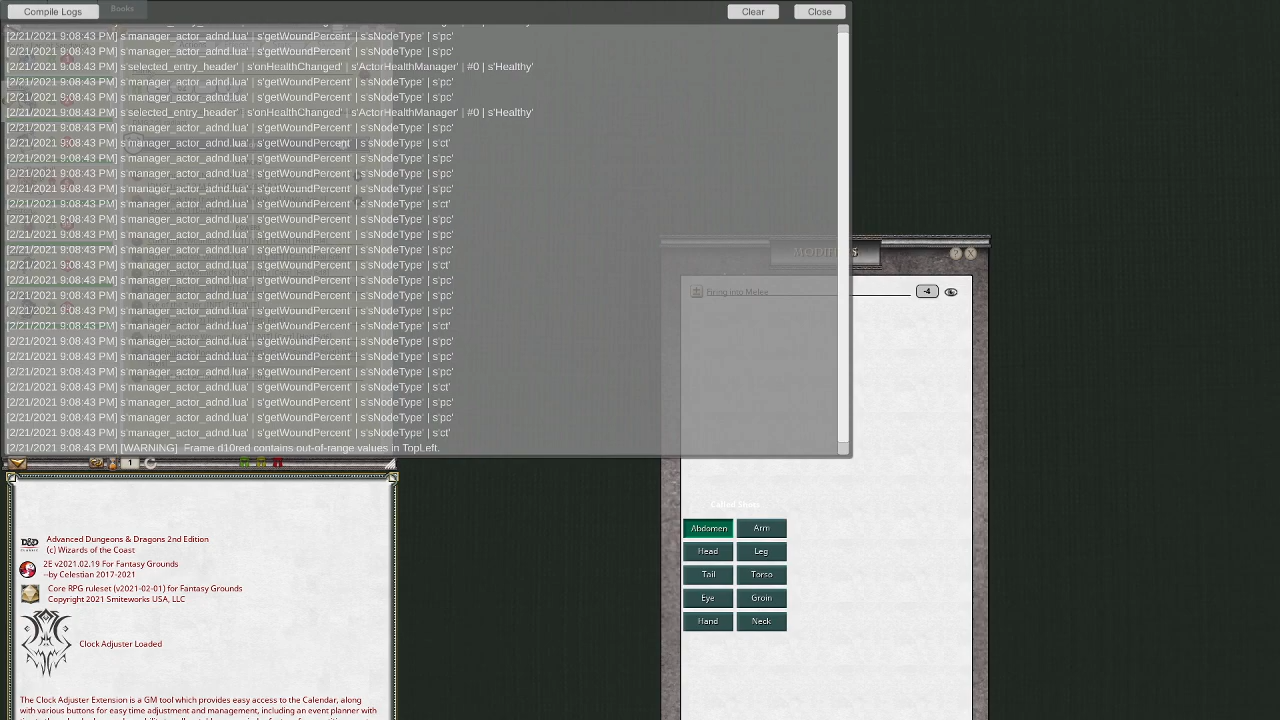 Compile Logs
Books
Clear
Close
[2/21/2021 9:08:43 PM] s'manager_actor_adnd.lua' | s'getWoundPercent' | s'sNodeType' | s'pc'
[2/21/2021 9:08:43 PM] s'manager_actor_adnd.lua' | s'getWoundPercent' | s'sNodeType' | s'pc'
[2/21/2021 9:08:43 PM] s'selected_entry_header' | s'onHealthChanged' | s'ActorHealthManager' | #0 | s'Healthy'
[2/21/2021 9:08:43 PM] s'manager_actor_adnd.lua' | s'getWoundPercent' | s'sNodeType' | s'pc'
[2/21/2021 9:08:43 PM] s'manager_actor_adnd.lua' | s'getWoundPercent' | s'sNodeType' | s'pc'
[2/21/2021 9:08:43 PM] s'selected_entry_header' | s'onHealthChanged' | s'ActorHealthManager' | #0 | s'Healthy'
[2/21/2021 9:08:43 PM] s'manager_actor_adnd.lua' | s'getWoundPercent' | s'sNodeType' | s'pc'
[2/21/2021 9:08:43 PM] s'manager_actor_adnd.lua' | s'getWoundPercent' | s'sNodeType' | s'ct'
[2/21/2021 9:08:43 PM] s'manager_actor_adnd.lua' | s'getWoundPercent' | s'sNodeType' | s'pc'
[2/21/2021 9:08:43 PM] s'manager_actor_adnd.lua' | s'getWoundPercent' | s'sNodeType' | s'pc'
[2/21/2021 9:08:43 PM] s'manager_actor_adnd.lua' | s'getWoundPercent' | s'sNodeType' | s'pc'
[2/21/2021 9:08:43 PM] s'manager_actor_adnd.lua' | s'getWoundPercent' | s'sNodeType' | s'ct'
[2/21/2021 9:08:43 PM] s'manager_actor_adnd.lua' | s'getWoundPercent' | s'sNodeType' | s'pc'
[2/21/2021 9:08:43 PM] s'manager_actor_adnd.lua' | s'getWoundPercent' | s'sNodeType' | s'pc'
[2/21/2021 9:08:43 PM] s'manager_actor_adnd.lua' | s'getWoundPercent' | s'sNodeType' | s'pc'
[2/21/2021 9:08:43 PM] s'manager_actor_adnd.lua' | s'getWoundPercent' | s'sNodeType' | s'ct'
[2/21/2021 9:08:43 PM] s'manager_actor_adnd.lua' | s'getWoundPercent' | s'sNodeType' | s'pc'
[2/21/2021 9:08:43 PM] s'manager_actor_adnd.lua' | s'getWoundPercent' | s'sNodeType' | s'pc'
[2/21/2021 9:08:43 PM] s'manager_actor_adnd.lua' | s'getWoundPercent' | s'sNodeType' | s'pc'
[2/21/2021 9:08:43 PM] s'manager_actor_adnd.lua' | s'getWoundPercent' | s'sNodeType' | s'ct'
[2/21/2021 9:08:43 PM] s'manager_actor_adnd.lua' | s'getWoundPercent' | s'sNodeType' | s'pc'
[2/21/2021 9:08:43 PM] s'manager_actor_adnd.lua' | s'getWoundPercent' | s'sNodeType' | s'pc'
[2/21/2021 9:08:43 PM] s'manager_actor_adnd.lua' | s'getWoundPercent' | s'sNodeType' | s'pc'
[2/21/2021 9:08:43 PM] s'manager_actor_adnd.lua' | s'getWoundPercent' | s'sNodeType' | s'ct'
[2/21/2021 9:08:43 PM] s'manager_actor_adnd.lua' | s'getWoundPercent' | s'sNodeType' | s'pc'
[2/21/2021 9:08:43 PM] s'manager_actor_adnd.lua' | s'getWoundPercent' | s'sNodeType' | s'pc'
[2/21/2021 9:08:43 PM] s'manager_actor_adnd.lua' | s'getWoundPercent' | s'sNodeType' | s'ct'
[2/21/2021 9:08:43 PM] [WARNING]  Frame d10red contains out-of-range values in TopLeft.
MODIFIERS
Firing into Melee
-4
1
D&D
Advanced Dungeons & Dragons 2nd Edition
(c) Wizards of the Coast
2E v2021.02.19 For Fantasy Grounds
--by Celestian 2017-2021
Core RPG ruleset (v2021-02-01) for Fantasy Grounds
Copyright 2021 Smiteworks USA, LLC
Clock Adjuster Loaded
The Clock Adjuster Extension is a GM tool which provides easy access to the Calendar, along
with various buttons for easy time adjustment and management, including an event planner with
Called Shots
Abdomen
Arm
Head
Leg
Tail
Torso
Eye
Groin
Hand
Neck